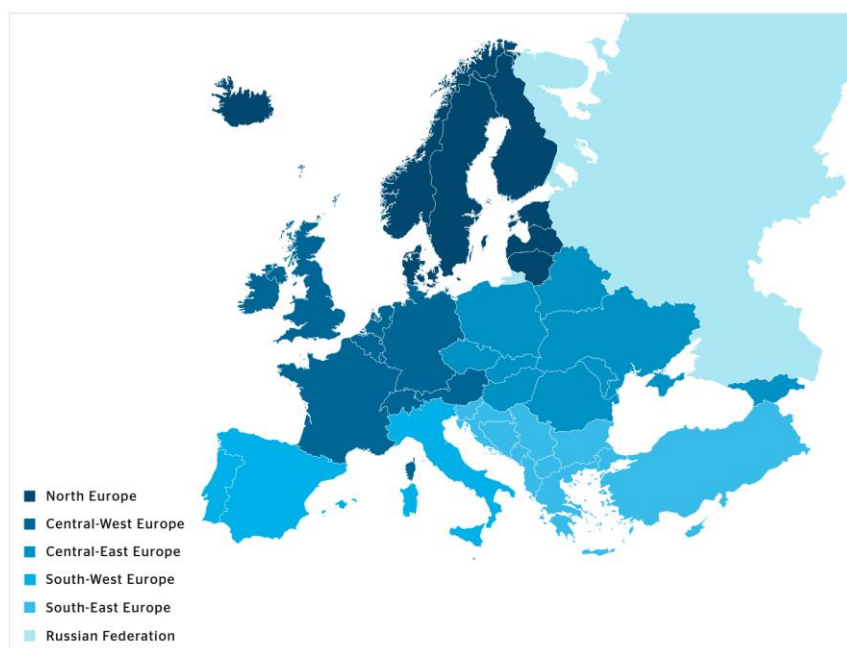 North Europe
Central-West Europe
Central-East Europe
South-West Europe
South-East Europe
Russian Federation